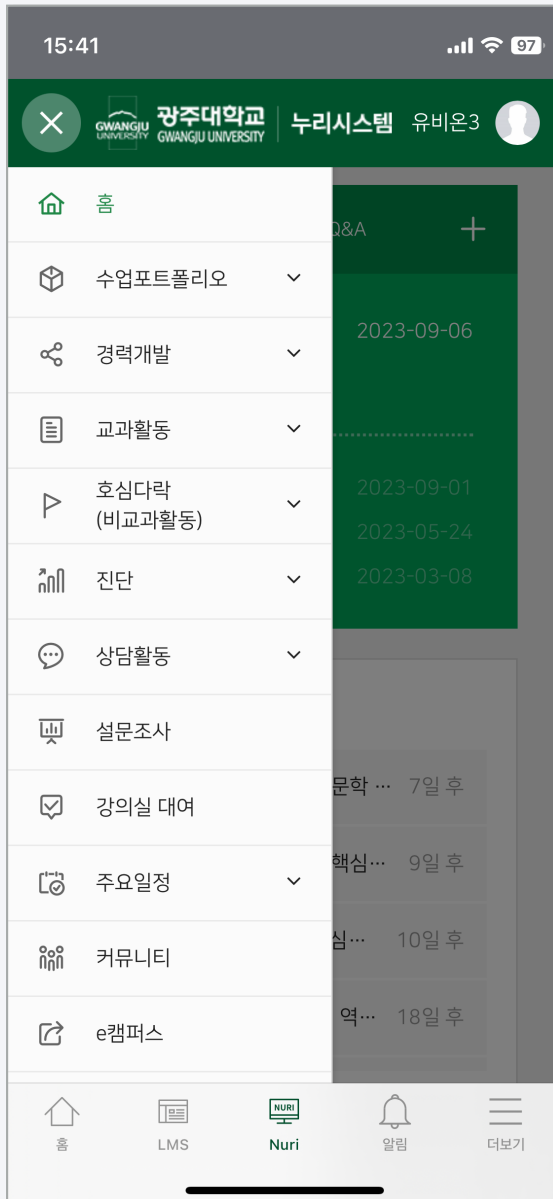 15:41
97
GWANGJU UNIVERSITY 광주대학교 GWANGJU UNIVERSITY 누리시스템 유비온3
홈
Q&A
수업포트폴리오
2023-09-06
경력개발
교과활동
호심다락
(비교과활동)
2023-09-01
2023-05-24
진단
2023-03-08
상담활동
설문조사
강의실 대여
문학 … 7일 후
주요일정
핵심… 9일 후
커뮤니티
심… 10일 후
e캠퍼스
역… 18일 후
NURI
홈 LMS Nuri 알림 더보기